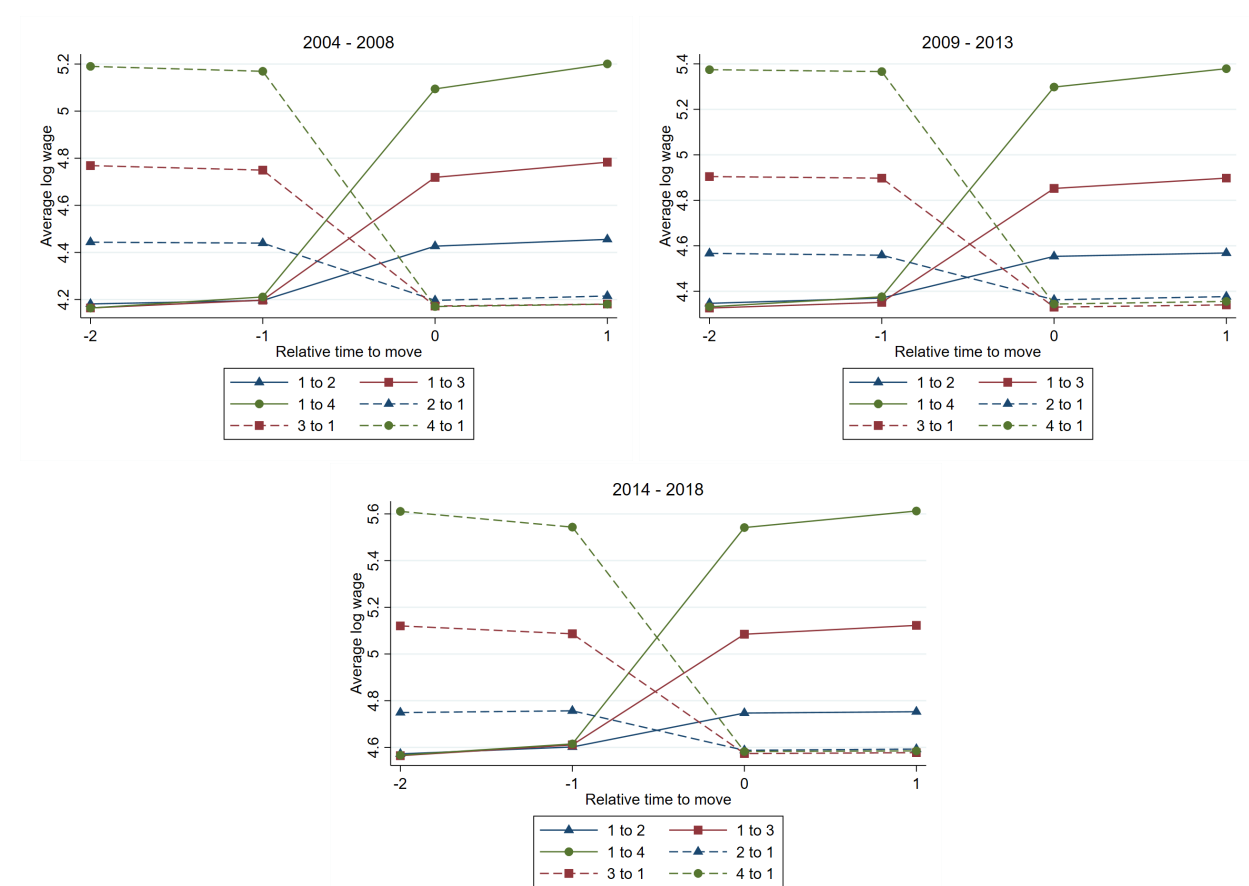 2004 - 2008
Average log wage
5.2
5
4.8
4.6
4.4
4.2
-2 -1 0 1
Relative time to move
1 to 2 1 to 3
1 to 4 2 to 1
3 to 1 4 to 1
2009 - 2013
Average log wage
5.4
5.2
5
4.8
4.6
4.4
-2 -1 0 1
Relative time to move
1 to 2 1 to 3
1 to 4 2 to 1
3 to 1 4 to 1
2014 - 2018
Average log wage
5.6
5.4
5.2
5
4.8
4.6
-2 -1 0 1
Relative time to move
1 to 2 1 to 3
1 to 4 2 to 1
3 to 1 4 to 1